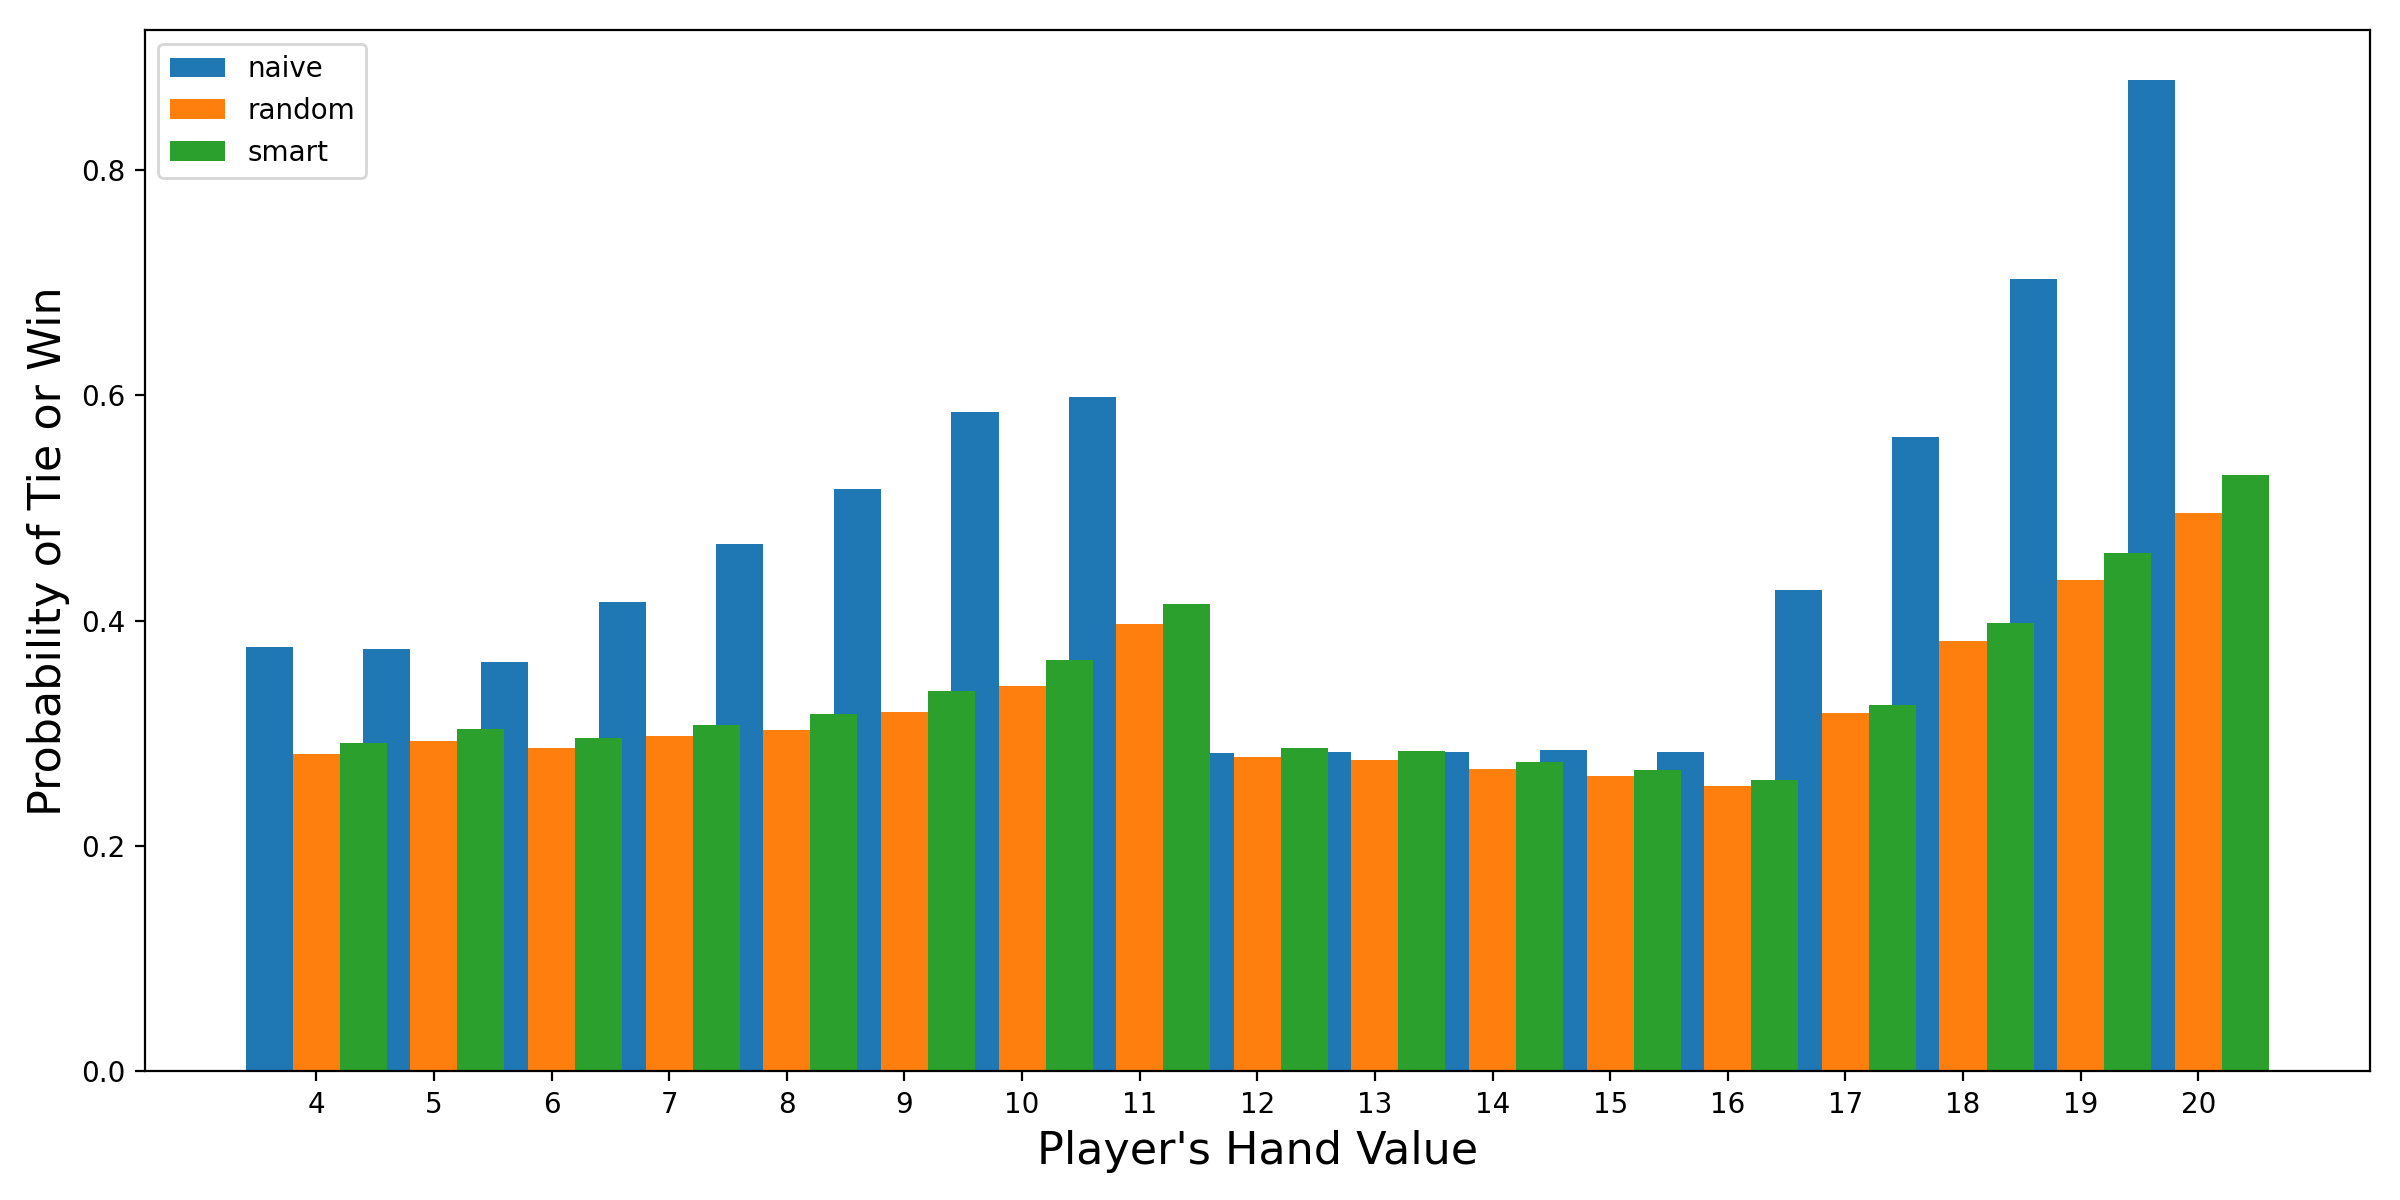 naive
random
smart
Probability of Tie or Win
0.8
0.6
0.4
0.2
0.0
4 5 6 7 8 9 10 11 12 13 14 15 16 17 18 19 20
Player's Hand Value